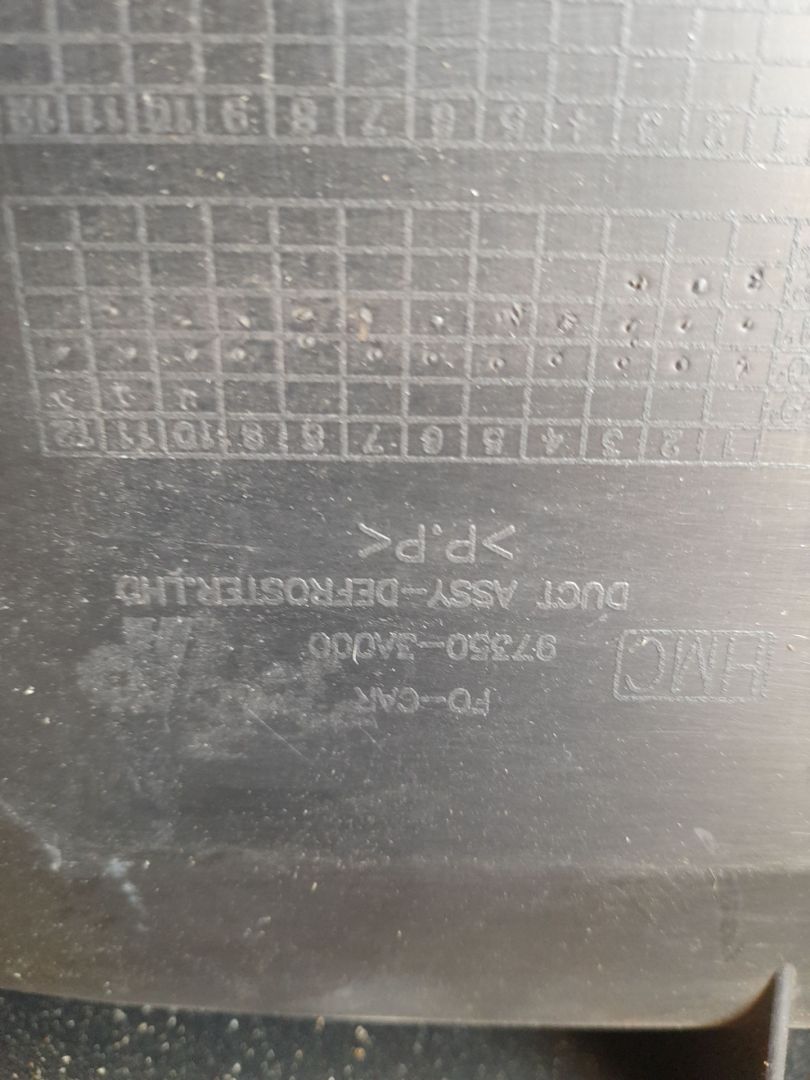 FO-CAR
HMC 97350-3A000
DUCT ASSY-DEFROSTER,LHD
>P.P<
1 2 3 4 5 6 7 8 9 10 11 12
1 2 3 4 5 6 7 8 9 10 11 12